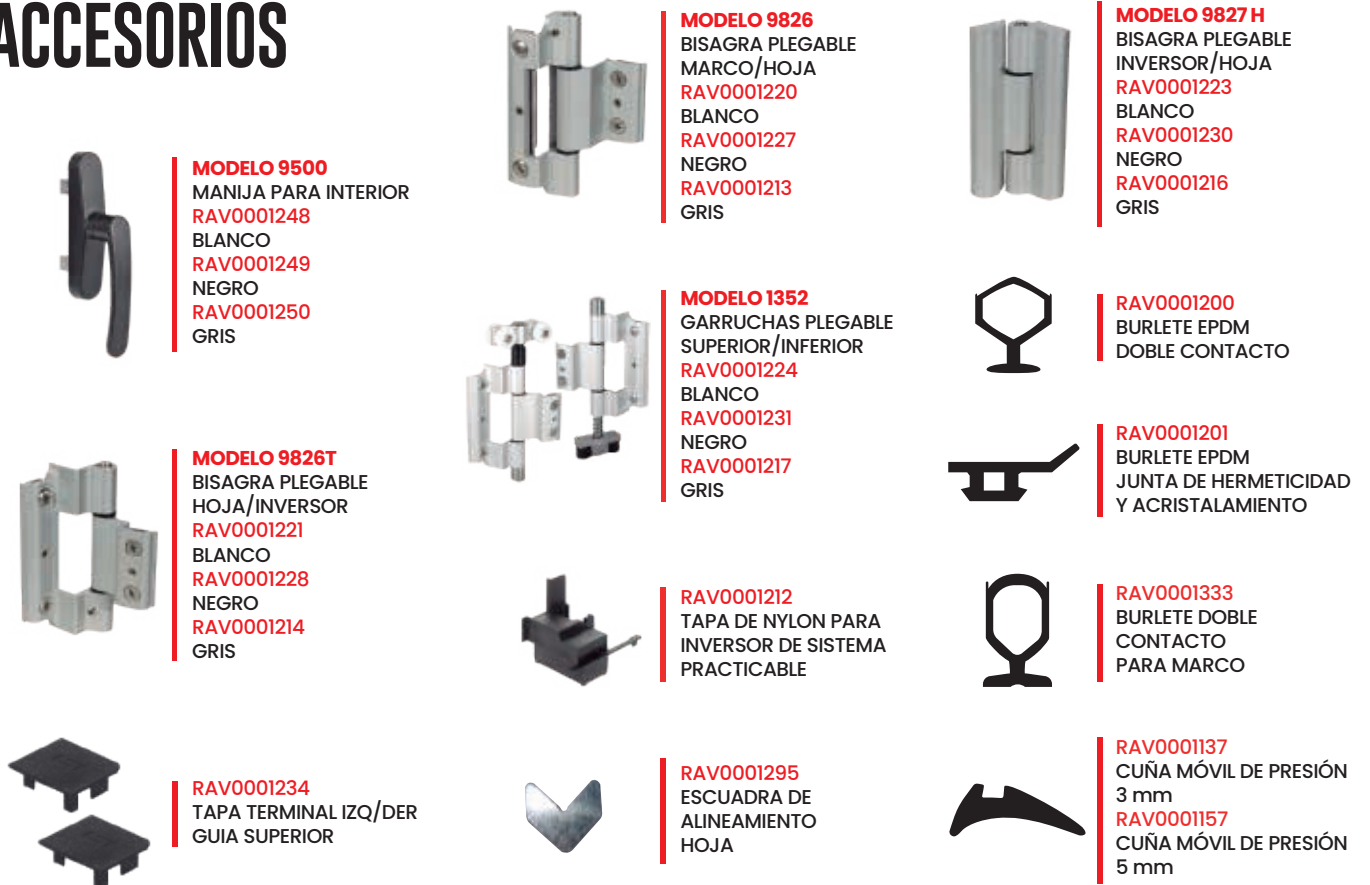 ACCESORIOS
MODELO 9500
MANIJA PARA INTERIOR
RAV0001248
BLANCO
RAV0001249
NEGRO
RAV0001250
GRIS
MODELO 9826T
BISAGRA PLEGABLE
HOJA/INVERSOR
RAV0001221
BLANCO
RAV0001228
NEGRO
RAV0001214
GRIS
RAV0001234
TAPA TERMINAL IZQ/DER
GUIA SUPERIOR
MODELO 9826
BISAGRA PLEGABLE
MARCO/HOJA
RAV0001220
BLANCO
RAV0001227
NEGRO
RAV0001213
GRIS
MODELO 1352
GARRUCHAS PLEGABLE
SUPERIOR/INFERIOR
RAV0001224
BLANCO
RAV0001231
NEGRO
RAV0001217
GRIS
RAV0001212
TAPA DE NYLON PARA
INVERSOR DE SISTEMA
PRACTICABLE
RAV0001295
ESCUADRA DE
ALINEAMIENTO
HOJA
MODELO 9827 H
BISAGRA PLEGABLE
INVERSOR/HOJA
RAV0001223
BLANCO
RAV0001230
NEGRO
RAV0001216
GRIS
RAV0001200
BURLETE EPDM
DOBLE CONTACTO
RAV0001201
BURLETE EPDM
JUNTA DE HERMETICIDAD
Y ACRISTALAMIENTO
RAV0001333
BURLETE DOBLE
CONTACTO
PARA MARCO
RAV0001137
CUÑA MÓVIL DE PRESIÓN
3 mm
RAV0001157
CUÑA MÓVIL DE PRESIÓN
5 mm